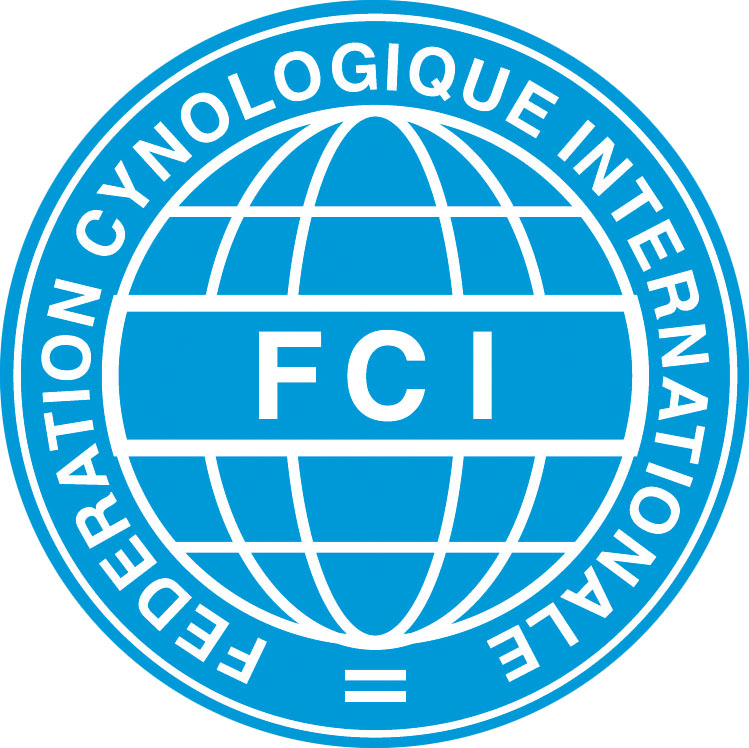 FEDERATION CYNOLOGIQUE INTERNATIONALE
FCI
=